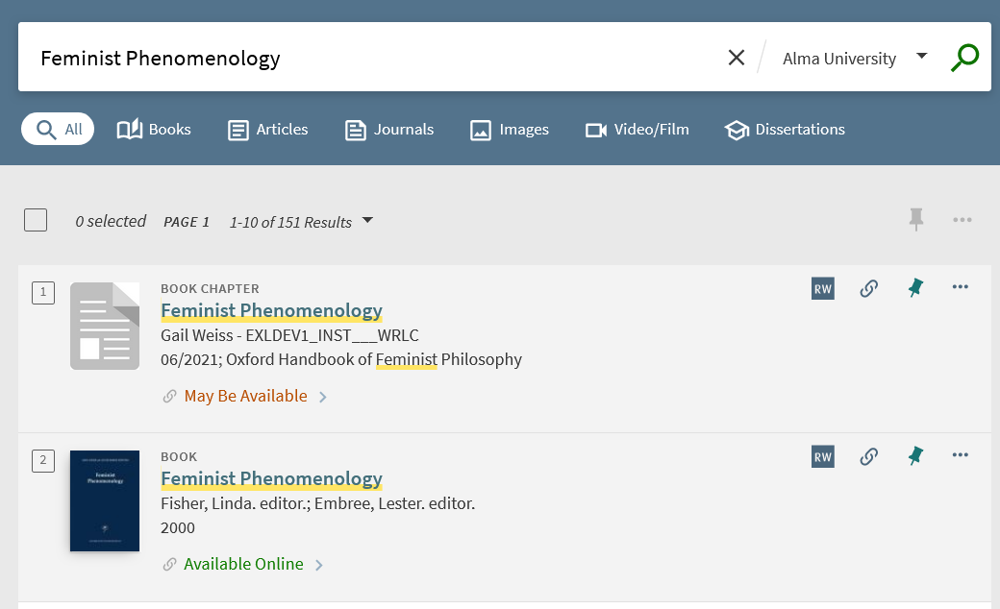 Feminist Phenomenology
Alma University
All Books Articles Journals Images Video/Film Dissertations
0 selected PAGE 1 1-10 of 151 Results
1
BOOK CHAPTER
RW
Feminist Phenomenology
Gail Weiss - EXLDEV1_INST___WRLC
06/2021; Oxford Handbook of Feminist Philosophy
May Be Available
2
BOOK
RW
Feminist Phenomenology
Feminist
Phenomenology
Fisher, Linda. editor.; Embree, Lester. editor.
2000
Available Online